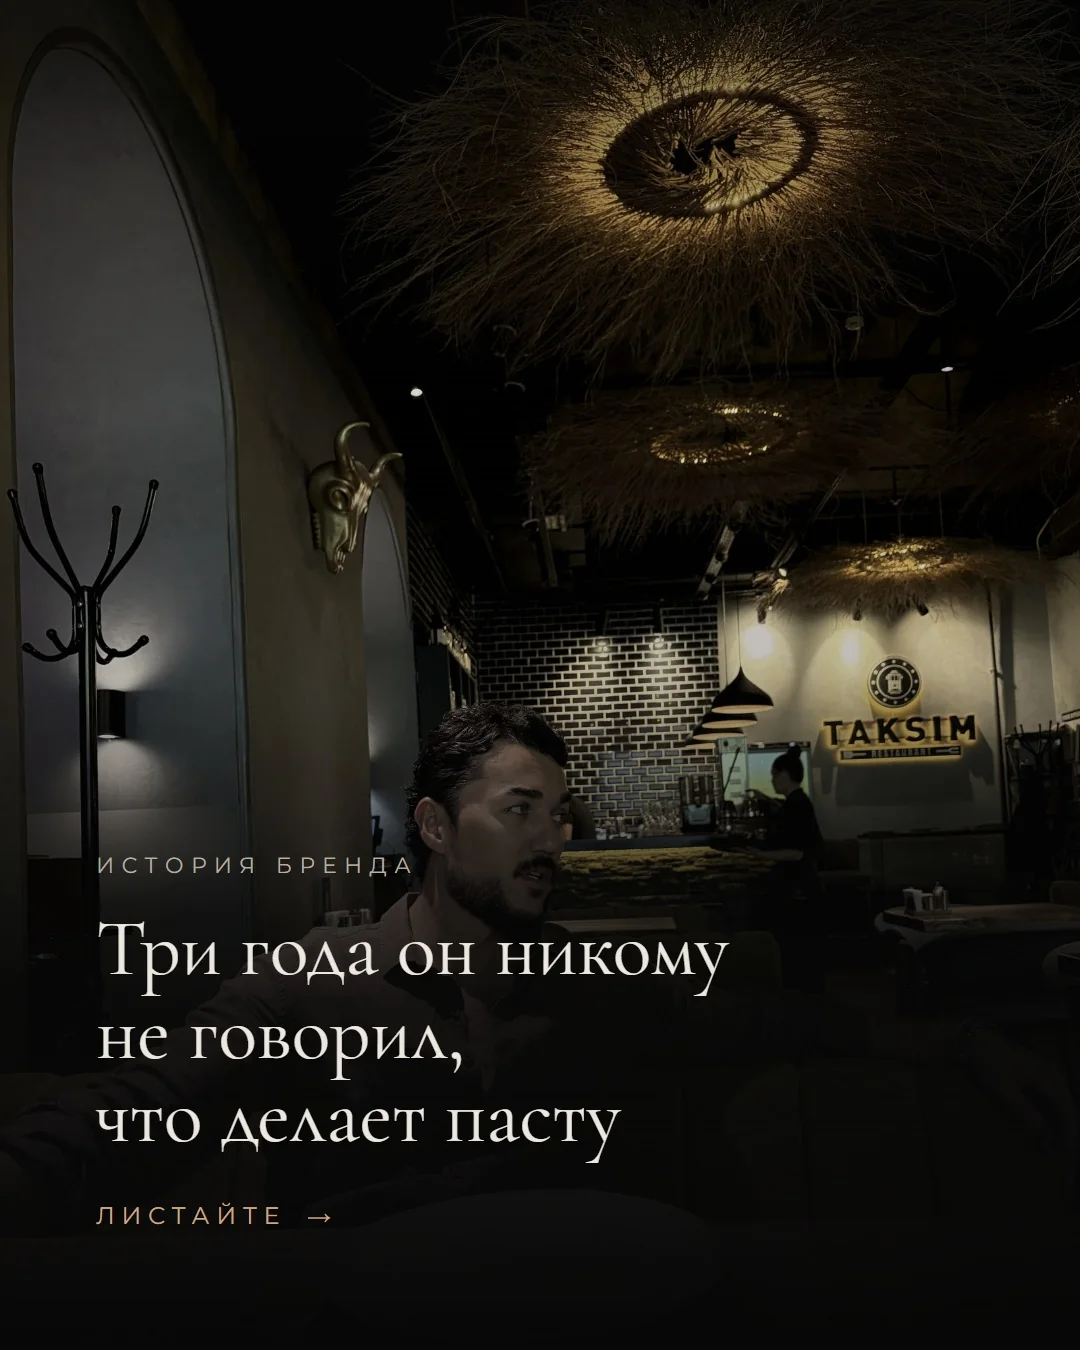 TAKSIM
RESTAURANT
ИСТОРИЯ БРЕНДА
Три года он никому
не говорил,
что делает пасту
ЛИСТАЙТЕ →